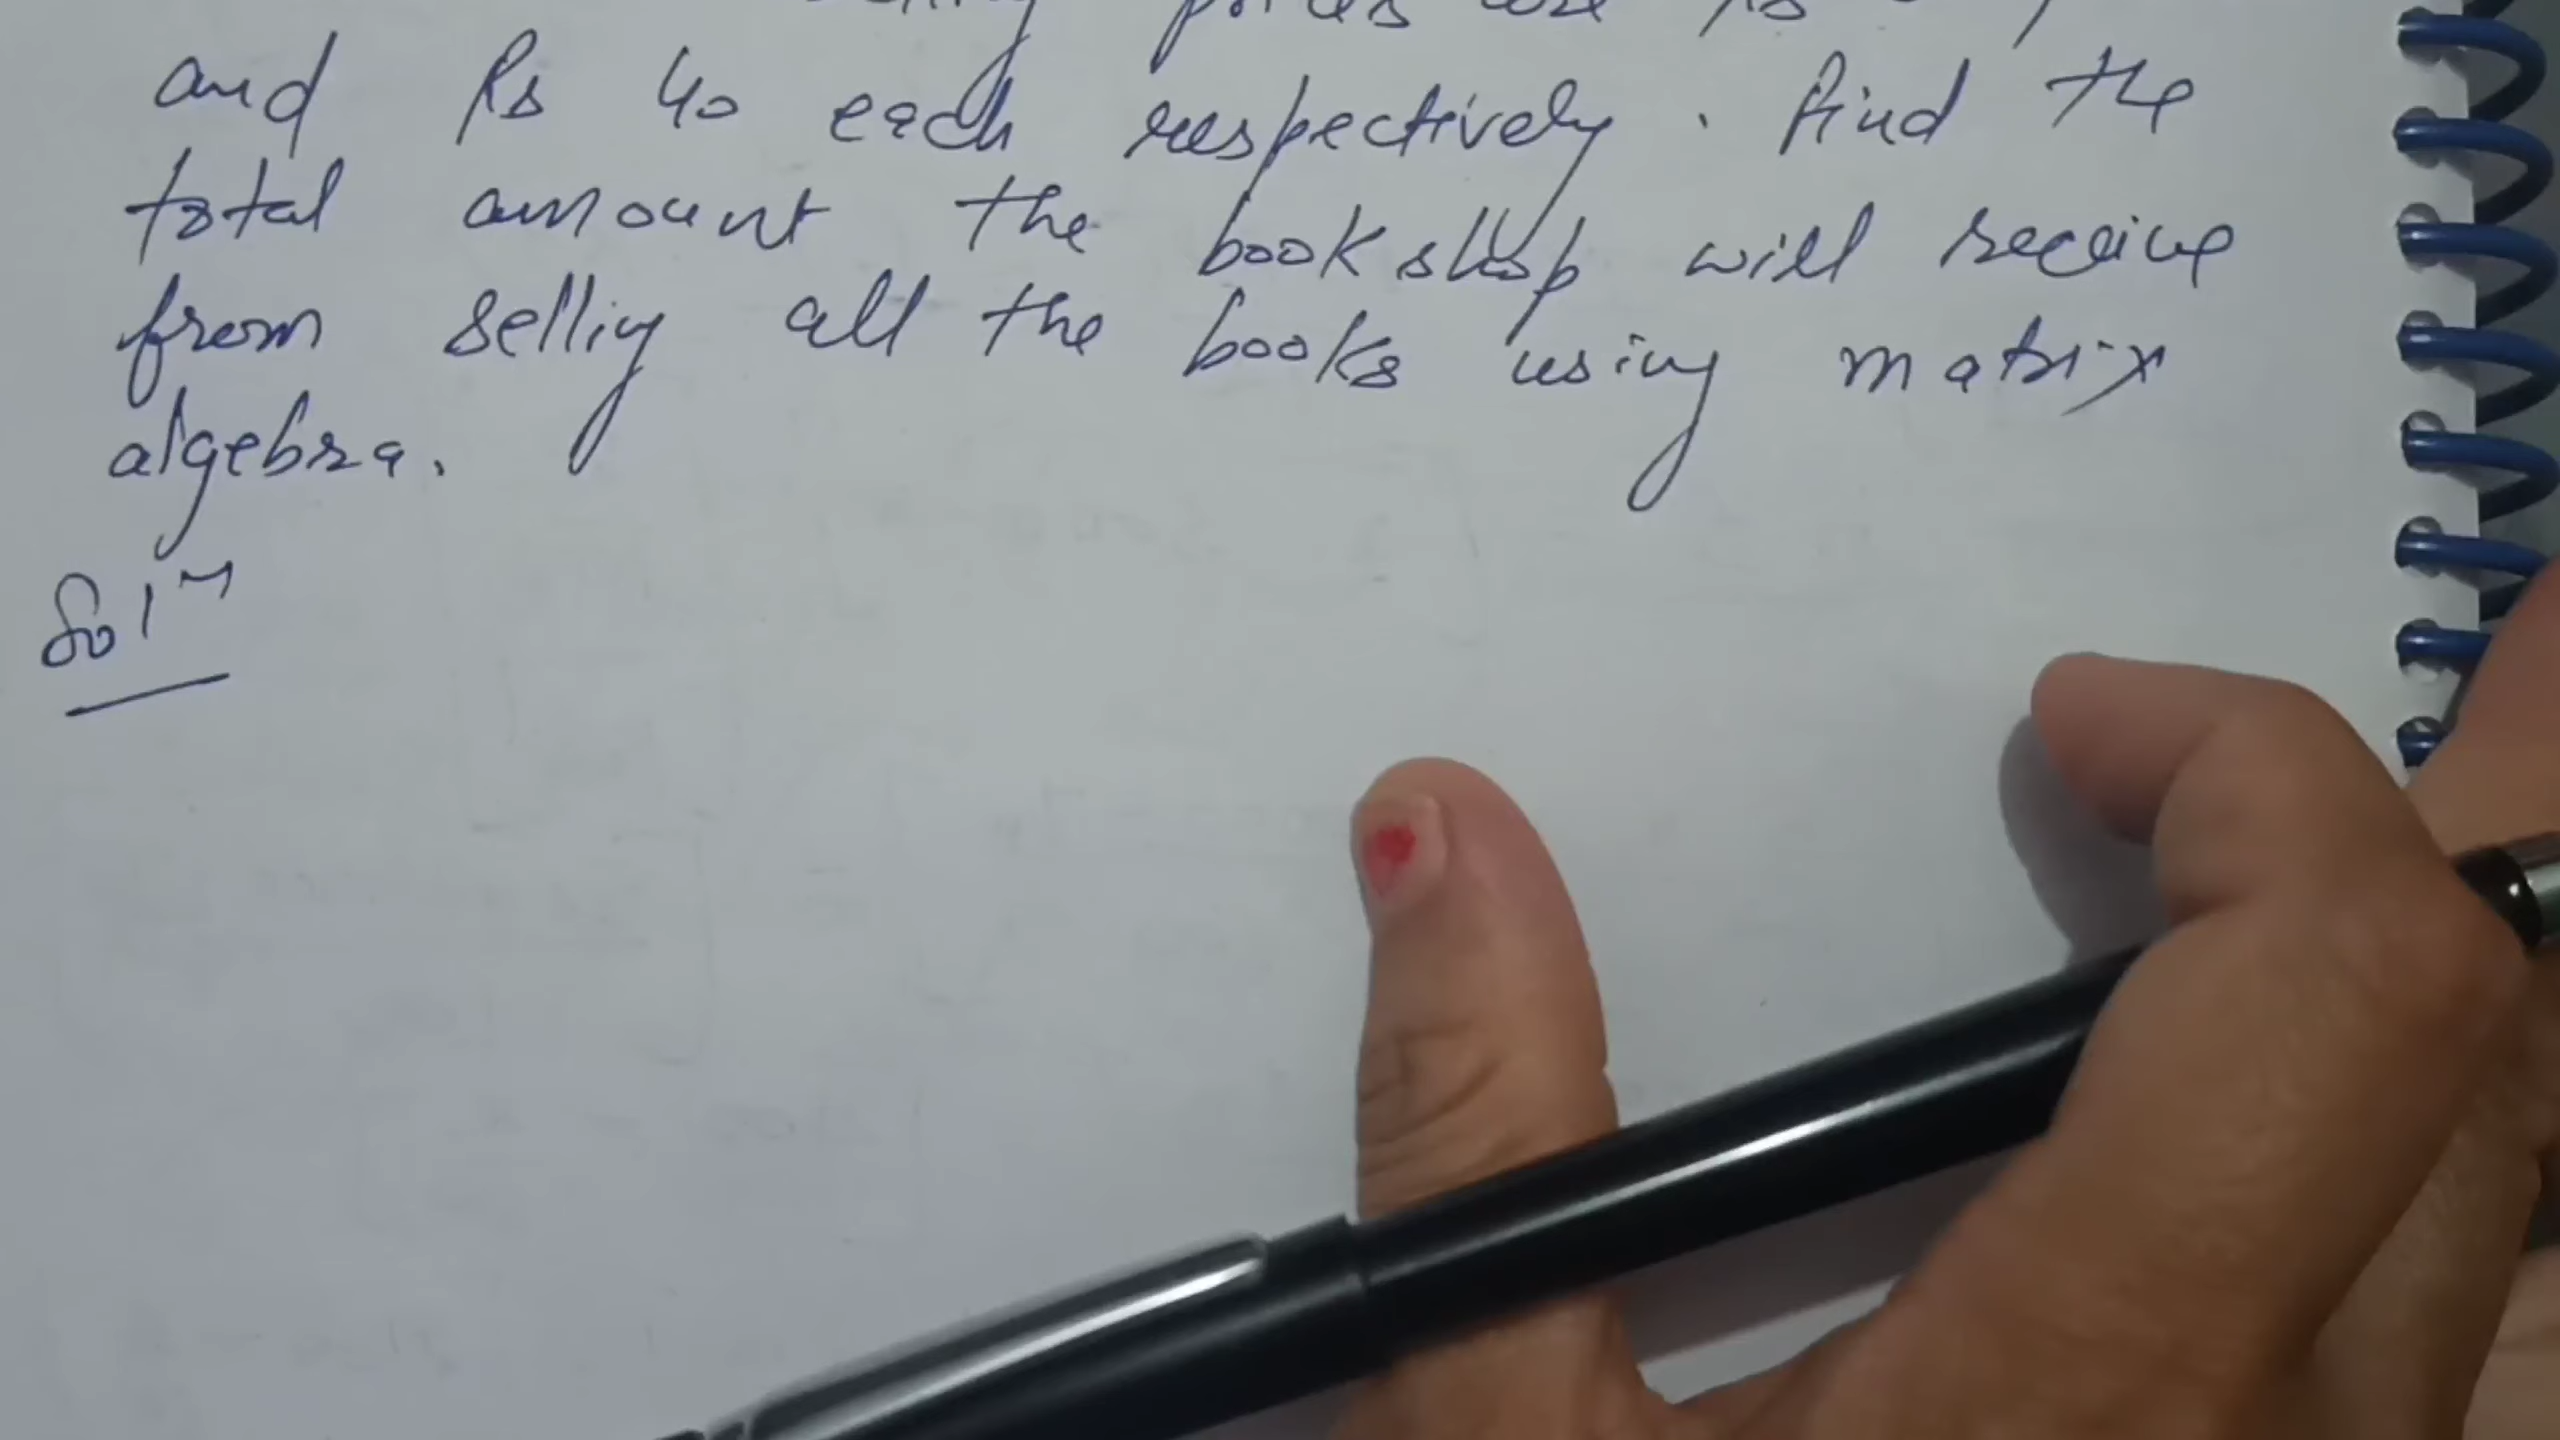 and Rs 40 each respectively. Find the
total amount the bookshop will receive
from selling all the books using matrix
algebra.
Sol n